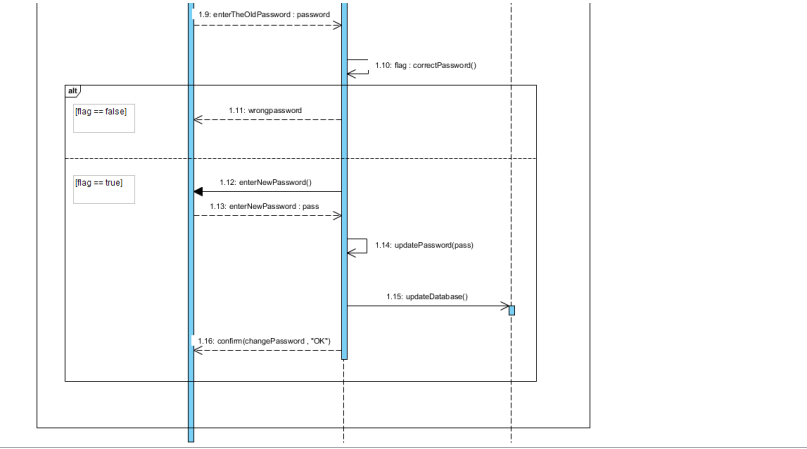 1.9: enterTheOldPassword : password
1.10: flag : correctPassword()
alt
[flag == false]
1.11: wrongpassword
[flag == true]
1.12: enterNewPassword()
1.13: enterNewPassword : pass
1.14: updatePassword(pass)
1.15: updateDatabase()
1.16: confirm(changePassword , "OK")